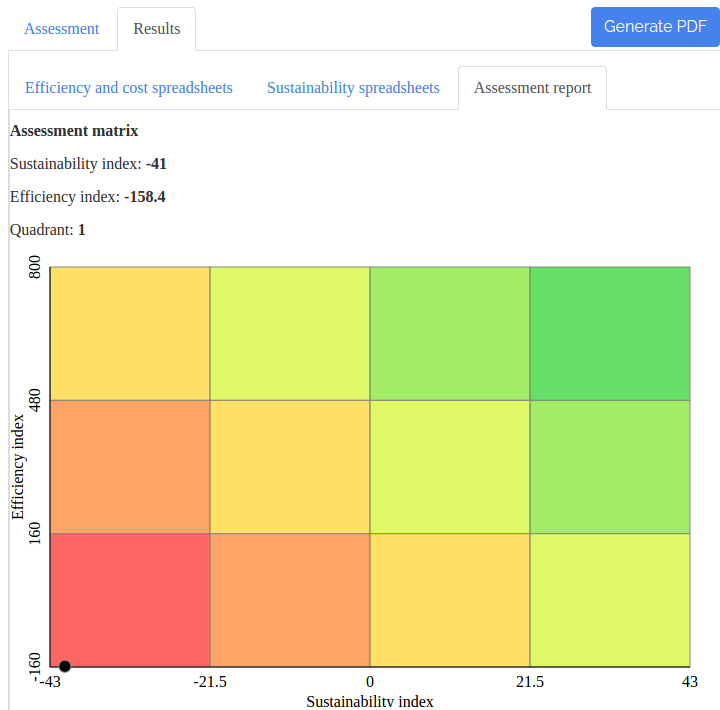 Assessment
Results
Generate PDF
Efficiency and cost spreadsheets
Sustainability spreadsheets
Assessment report
Assessment matrix
Sustainability index: -41
Efficiency index: -158.4
Quadrant: 1
800
480
160
-160
Efficiency index
-43
-21.5
0
21.5
43
Sustainability index